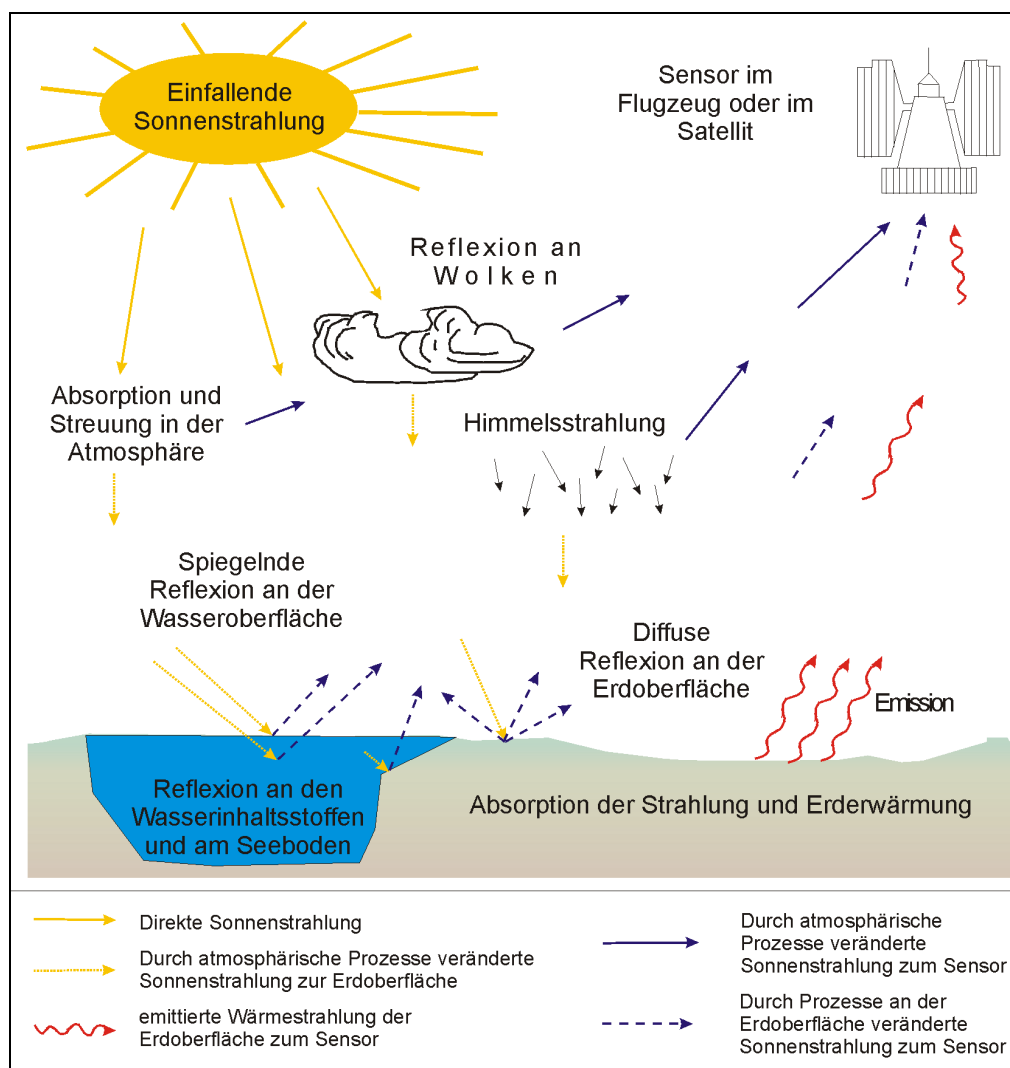 Einfallende
Sonnenstrahlung
Sensor im
Flugzeug oder im
Satellit
Reflexion an
Wolken
Absorption und
Streuung in der
Atmosphäre
Himmelsstrahlung
Spiegelnde
Reflexion an der
Wasseroberfläche
Diffuse
Reflexion an der
Erdoberfläche
Emission
Reflexion an den
Wasserinhaltsstoffen
und am Seeboden
Absorption der Strahlung und Erderwärmung
Direkte Sonnenstrahlung
Durch atmosphärische Prozesse veränderte
Sonnenstrahlung zur Erdoberfläche
emittierte Wärmestrahlung der
Erdoberfläche zum Sensor
Durch atmosphärische
Prozesse veränderte
Sonnenstrahlung zum Sensor
Durch Prozesse an der
Erdoberfläche veränderte
Sonnenstrahlung zum Sensor